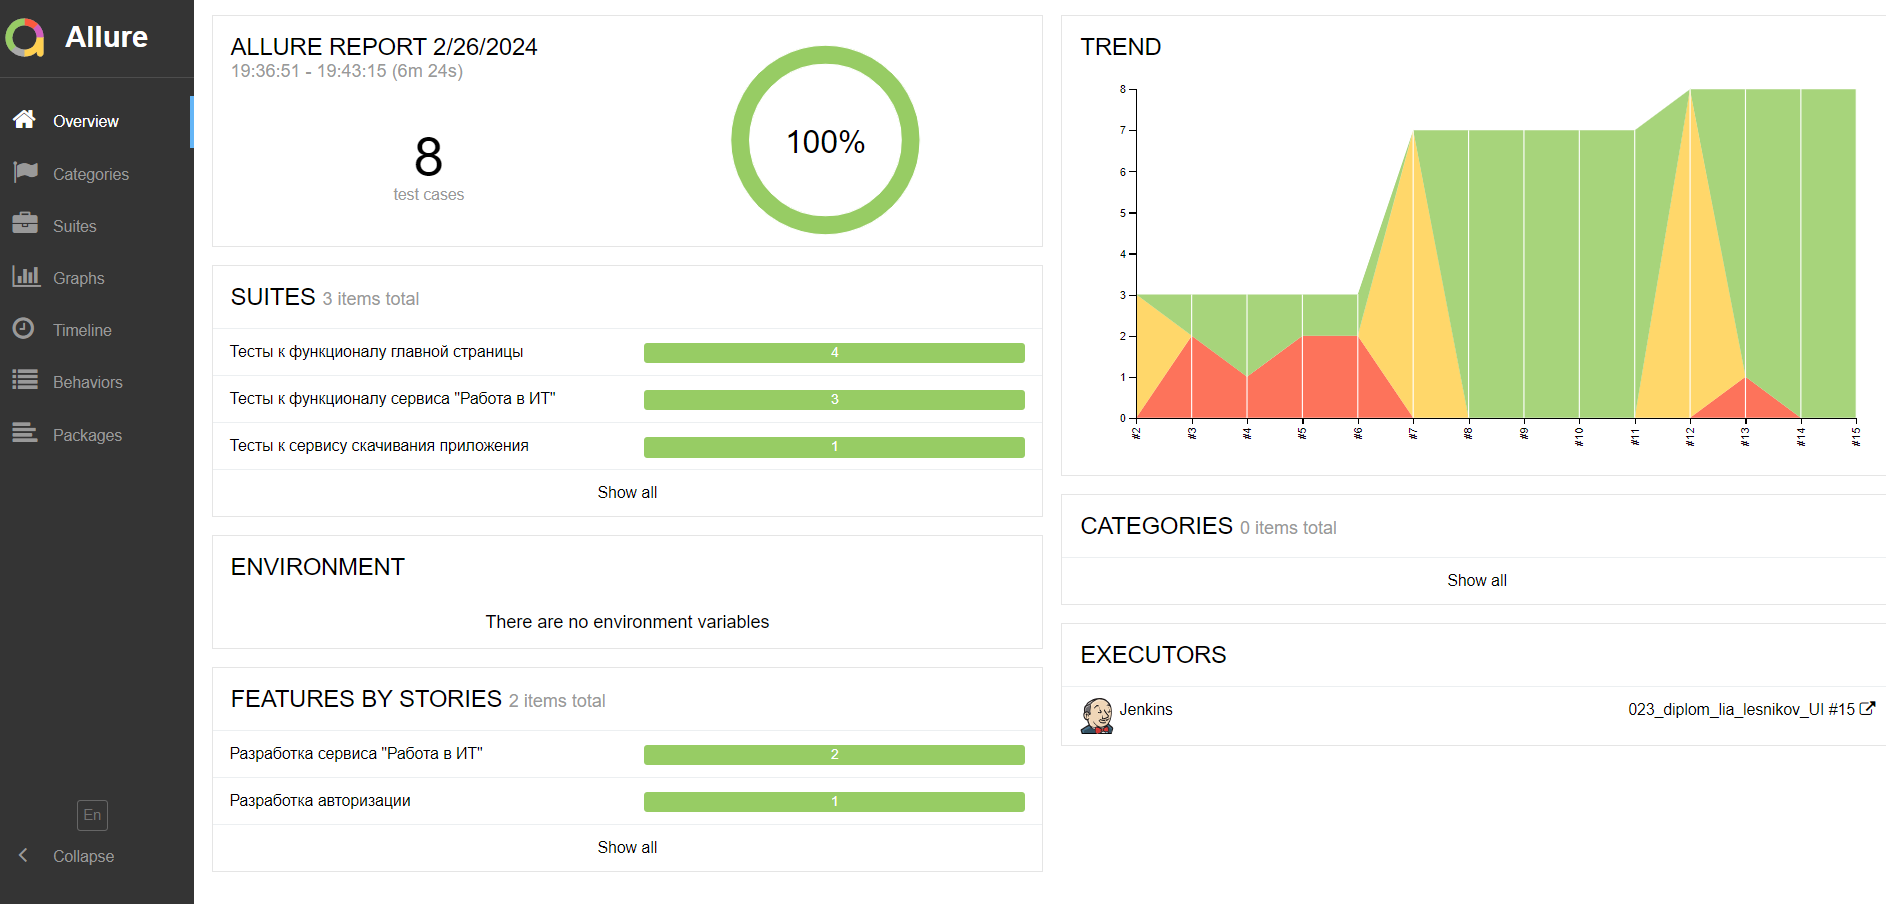 Allure
Overview
Categories
Suites
Graphs
Timeline
Behaviors
Packages
En
Collapse
ALLURE REPORT 2/26/2024
19:36:51 - 19:43:15 (6m 24s)
8
test cases
100%
SUITES 3 items total
Тесты к функционалу главной страницы 4
Тесты к функционалу сервиса "Работа в ИТ" 3
Тесты к сервису скачивания приложения 1
Show all
ENVIRONMENT
There are no environment variables
FEATURES BY STORIES 2 items total
Разработка сервиса "Работа в ИТ" 2
Разработка авторизации 1
Show all
TREND
8
7
6
5
4
3
2
1
0
#2 #3 #4 #5 #6 #7 #8 #9 #10 #11 #12 #13 #14 #15
CATEGORIES 0 items total
Show all
EXECUTORS
Jenkins 023_diplom_lia_lesnikov_UI #15